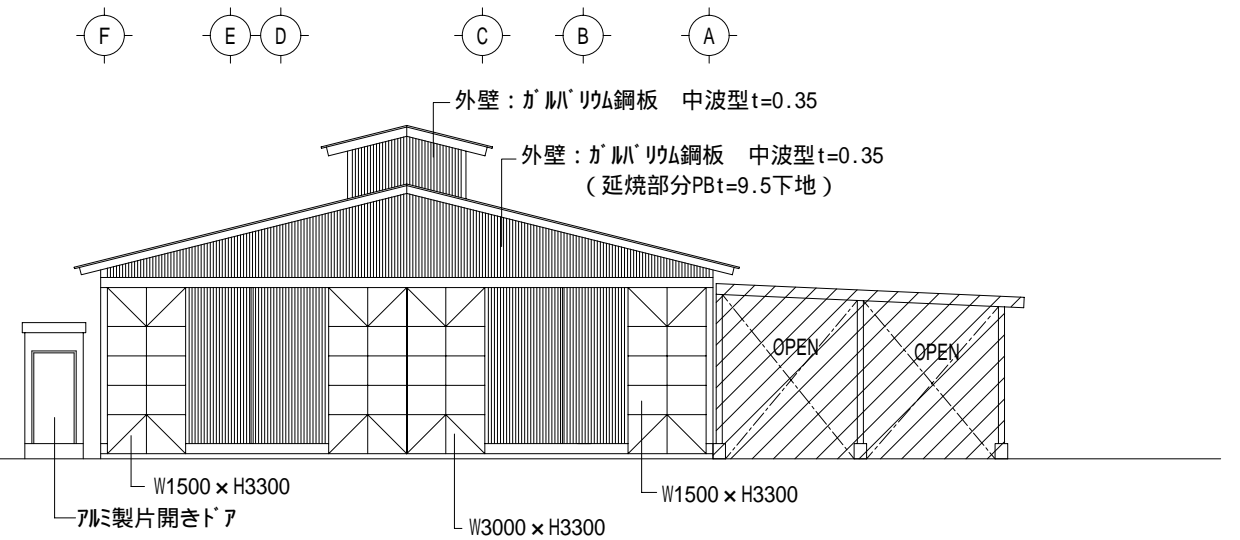 F E D C B A
外壁：ガルバリウム鋼板　中波型t=0.35
外壁：ガルバリウム鋼板　中波型t=0.35
（延焼部分PBt=9.5下地）
OPEN
OPEN
W1500×H3300
W1500×H3300
アルミ製片開きドア
W3000×H3300